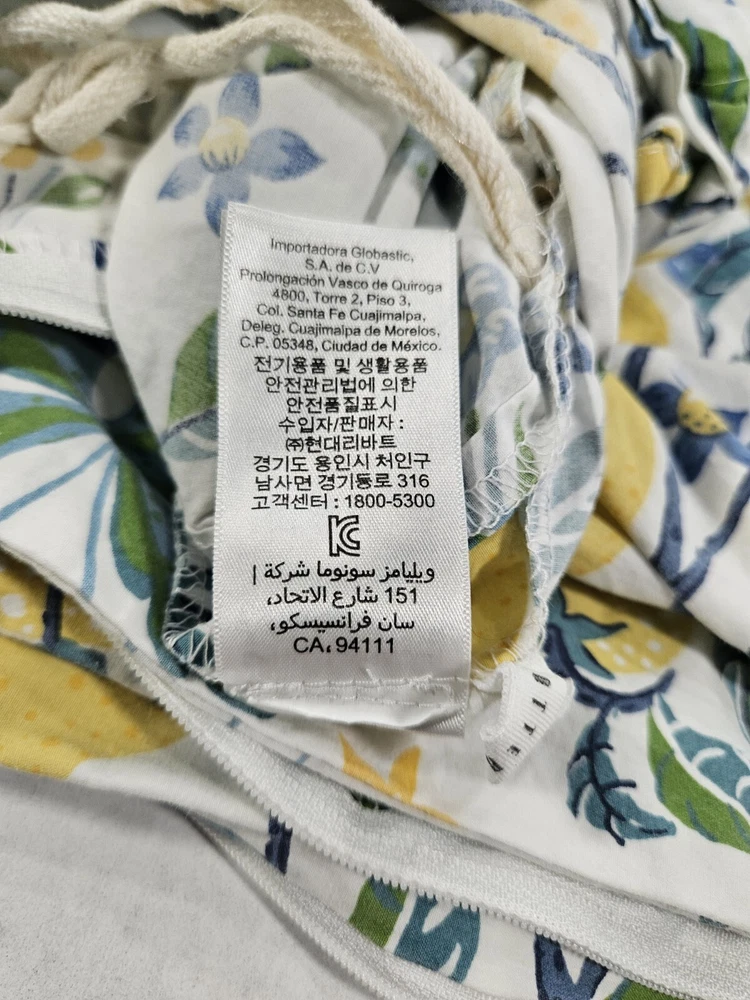 Importadora Globastic,
S.A. de C.V
Prolongación Vasco de Quiroga
4800, Torre 2, Piso 3,
Col. Santa Fe Cuajimalpa,
Deleg. Cuajimalpa de Morelos,
C.P. 05348, Ciudad de México.
전기용품 및 생활용품
안전관리법에 의한
안전품질표시
수입자/판매자 :
㈜현대리바트
경기도 용인시 처인구
남사면 경기동로 316
고객센터 : 1800-5300
KC
ويليامز سونوما شركة |
151 شارع الاتحاد،
سان فرانسيسكو،
CA، 94111